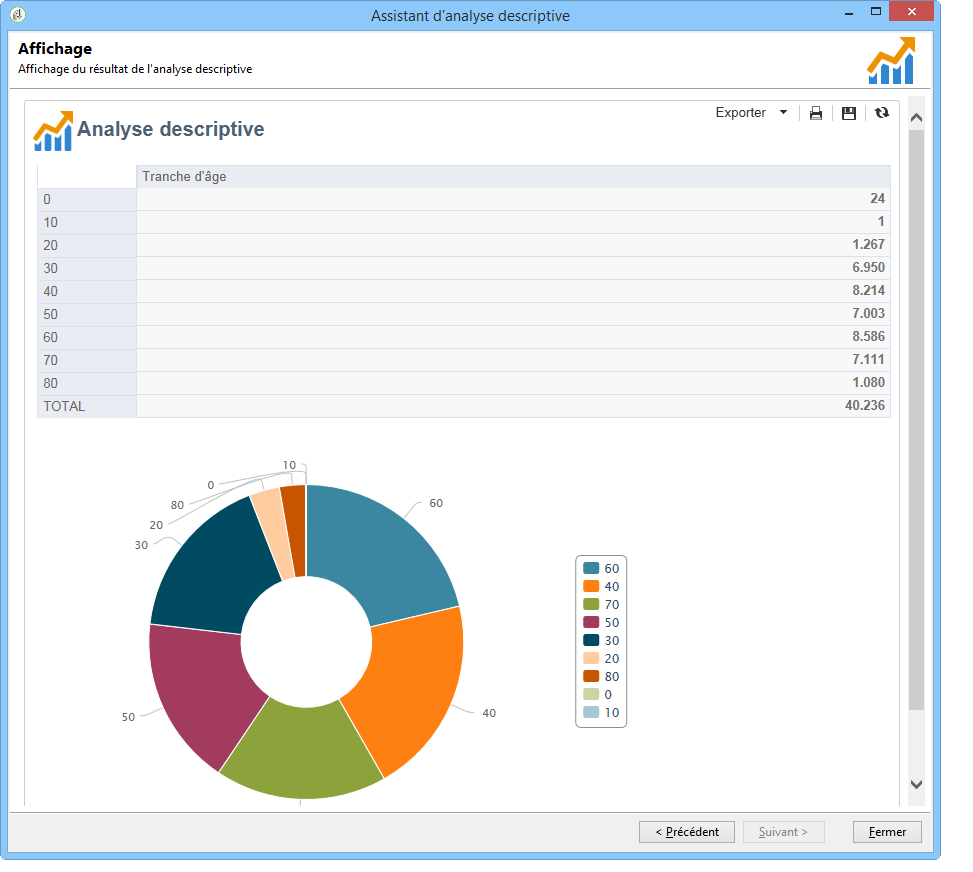 Assistant d'analyse descriptive
Affichage
Affichage du résultat de l'analyse descriptive
Exporter
Analyse descriptive
Tranche d'âge
0 24
10 1
20 1.267
30 6.950
40 8.214
50 7.003
60 8.586
70 7.111
80 1.080
TOTAL 40.236
10
0
80
20
30
60
50
40
60
40
70
50
30
20
80
0
10
< Précédent
Suivant >
Fermer